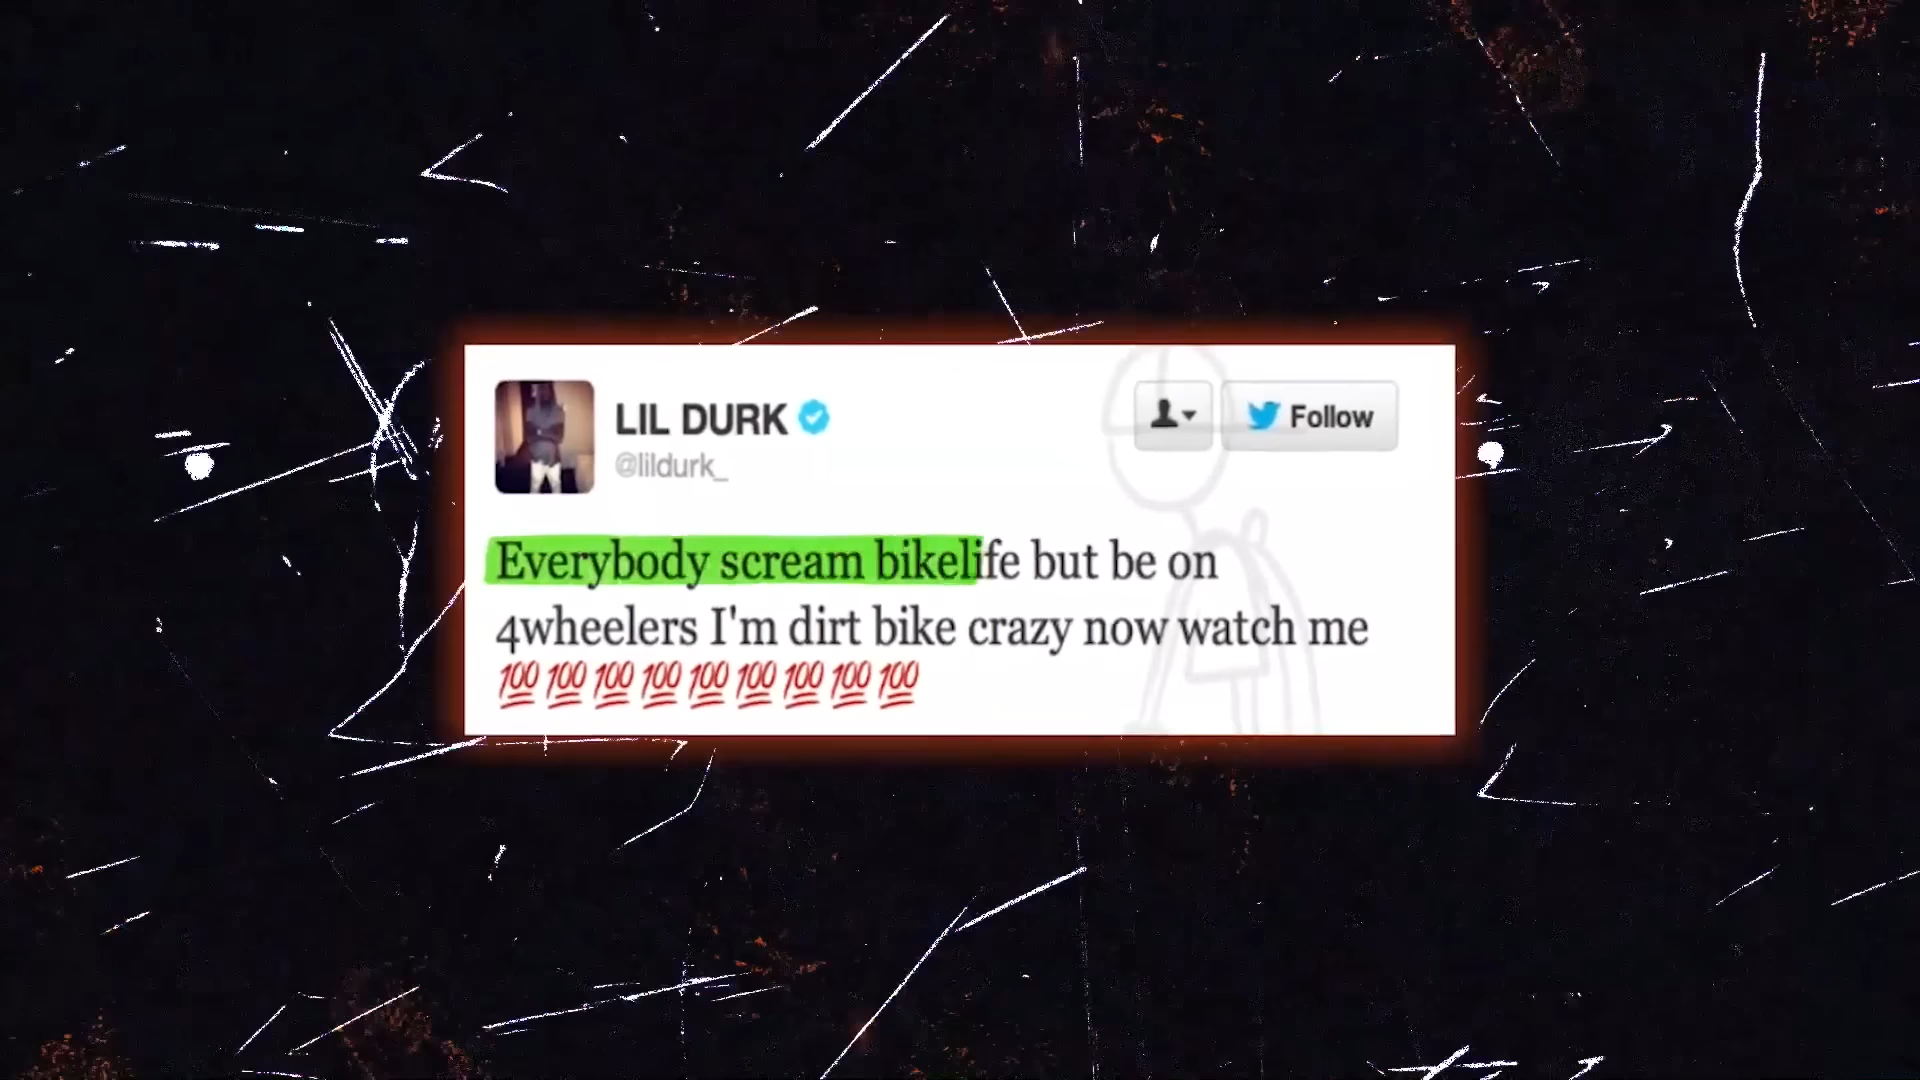 LIL DURK
Follow
@lildurk_
Everybody scream bikelife but be on
4wheelers I'm dirt bike crazy now watch me
💯💯💯💯💯💯💯💯💯